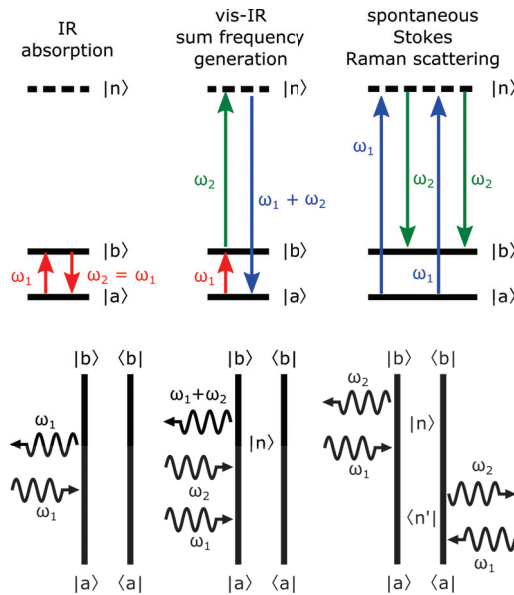 IR
absorption
vis-IR
sum frequency
generation
spontaneous
Stokes
Raman scattering
|n⟩
|n⟩
|n⟩
ω₁
ω₂
ω₁ + ω₂
ω₂
ω₂
|b⟩
|b⟩
|b⟩
ω₁
ω₂ = ω₁
ω₁
ω₁
|a⟩
|a⟩
|a⟩
|b⟩ ⟨b|
|b⟩ ⟨b|
|b⟩ ⟨b|
ω₁
ω₁
ω₁+ω₂
|n⟩
ω₂
ω₁
ω₂
|n⟩
ω₁
ω₂
⟨n'|
ω₁
|a⟩ ⟨a|
|a⟩ ⟨a|
|a⟩ ⟨a|